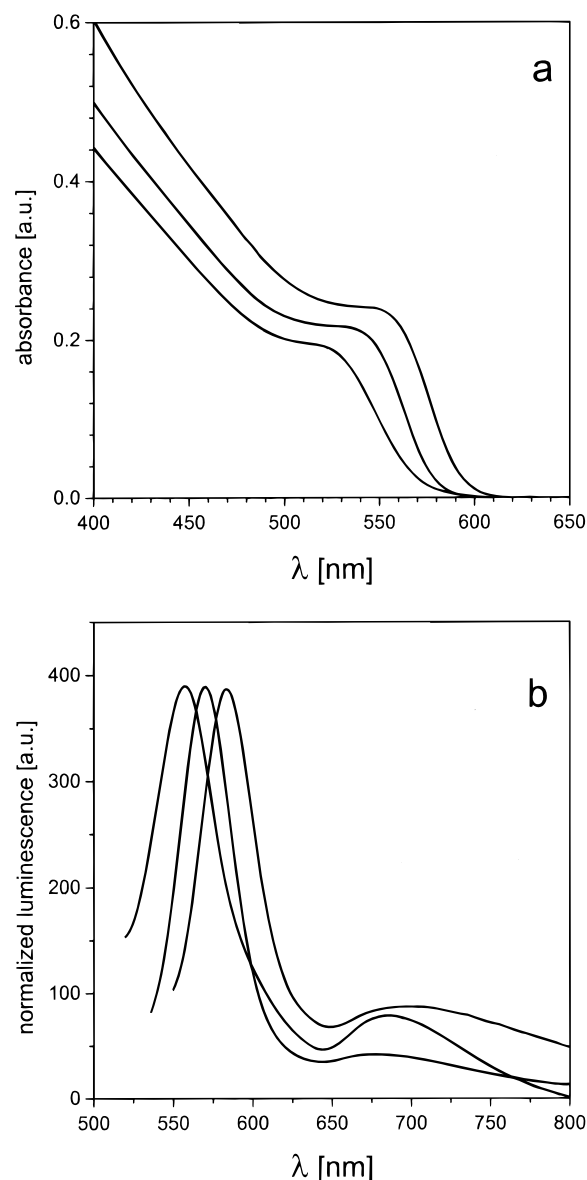 a
0.6
0.4
0.2
0.0
absorbance [a.u.]
400 450 500 550 600 650
λ [nm]
b
400
300
200
100
0
normalized luminescence [a.u.]
500 550 600 650 700 750 800
λ [nm]